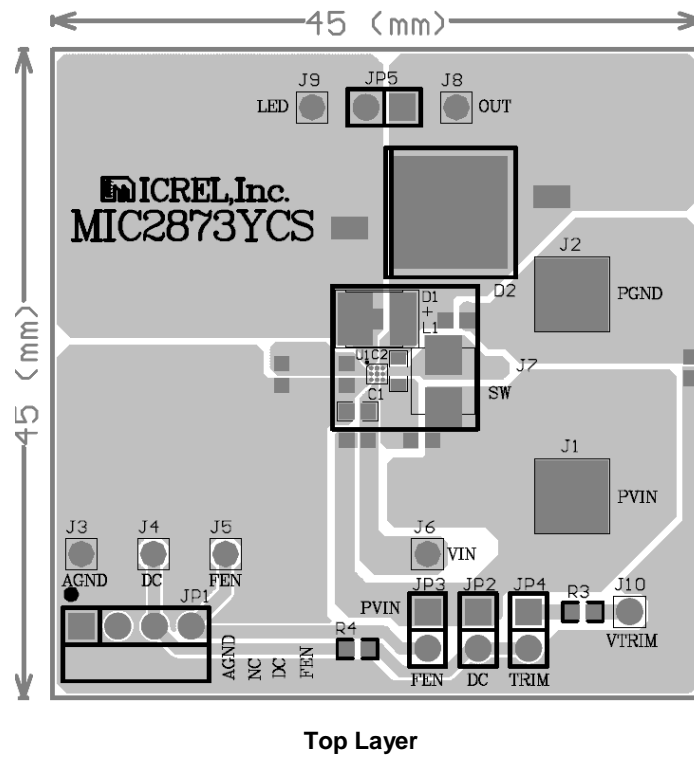 45 (mm)
45 (mm)
J9 JP5 J8
LED OUT
MICREL,Inc.
MIC2873YCS
J2
PGND
D2
D1
+
L1
U1 C2
C1
J7
SW
J1
PVIN
J3 J4 J5 J6
VIN
AGND DC FEN
JP1
PVIN
JP3 JP2 JP4
R3 J10
VTRIM
R4
AGND
NC
DC
FEN
FEN DC TRIM
Top Layer